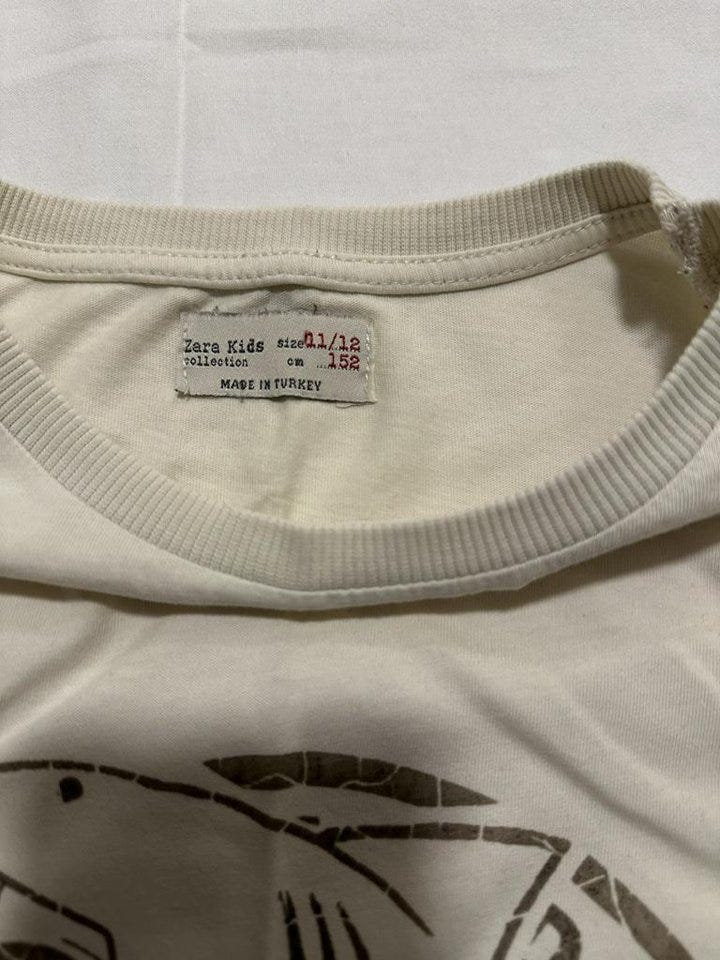 Zara Kids size 11/12
collection cm 152
MADE IN TURKEY